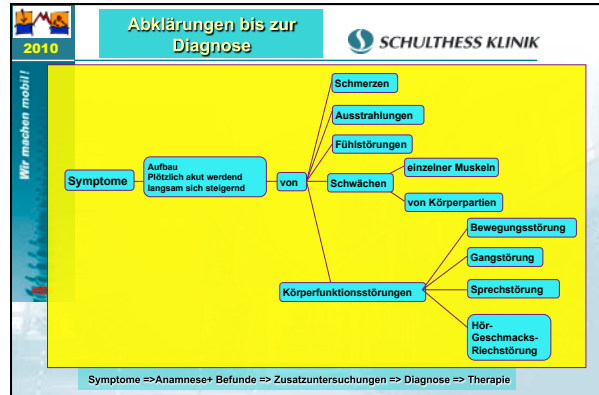 Abklärungen bis zur
Diagnose
2010
SCHULTHESS KLINIK
Wir machen mobil!
Symptome
Aufbau
Plötzlich akut werdend
langsam sich steigernd
von
Schmerzen
Ausstrahlungen
Fühlstörungen
Schwächen
einzelner Muskeln
von Körperpartien
Körperfunktionsstörungen
Bewegungsstörung
Gangstörung
Sprechstörung
Hör-
Geschmacks-
Riechstörung
Symptome =>Anamnese+ Befunde => Zusatzuntersuchungen => Diagnose => Therapie